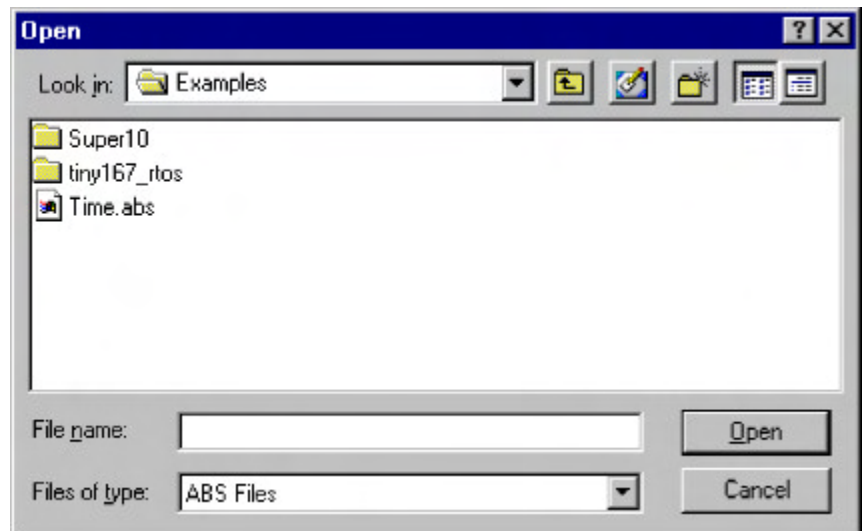 Open
Look in: Examples
Super10
tiny167_rtos
Time.abs
File name:
Open
Files of type: ABS Files
Cancel